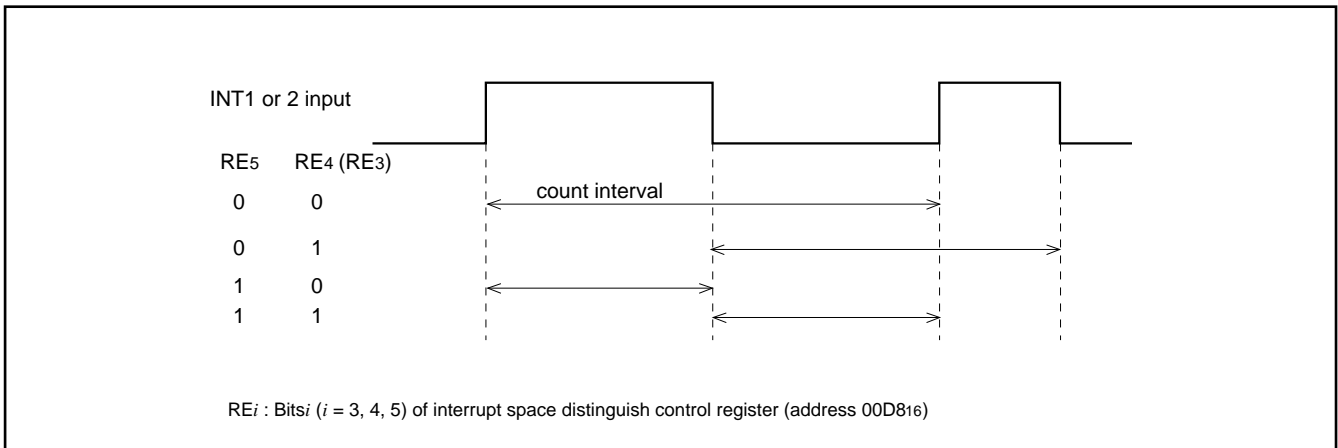 INT1 or 2 input
RE5 RE4 (RE3)
0 0 count interval
0 1
1 0
1 1
REi : Bitsi (i = 3, 4, 5) of interrupt space distinguish control register (address 00D816)